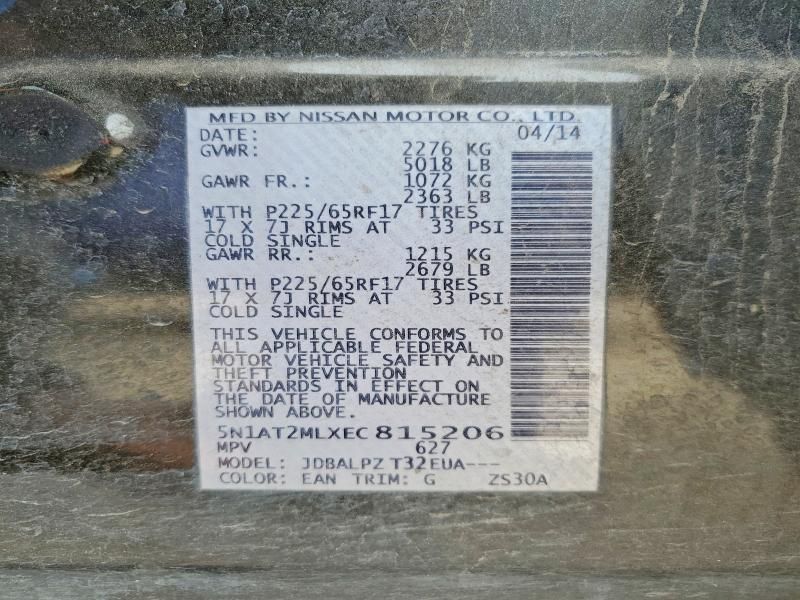 MFD BY NISSAN MOTOR CO., LTD.
DATE: 04/14
GVWR: 2276 KG
5018 LB
GAWR FR.: 1072 KG
2363 LB
WITH P225/65RF17 TIRES
17 X 7J RIMS AT 33 PSI
COLD SINGLE
GAWR RR.: 1215 KG
2679 LB
WITH P225/65RF17 TIRES
17 X 7J RIMS AT 33 PSI
COLD SINGLE
THIS VEHICLE CONFORMS TO
ALL APPLICABLE FEDERAL
MOTOR VEHICLE SAFETY AND
THEFT PREVENTION
STANDARDS IN EFFECT ON
THE DATE OF MANUFACTURE
SHOWN ABOVE.
5N1AT2MLXEC815206
MPV 627
MODEL: JDBALPZ T32EUA---
COLOR: EAN TRIM: G ZS30A